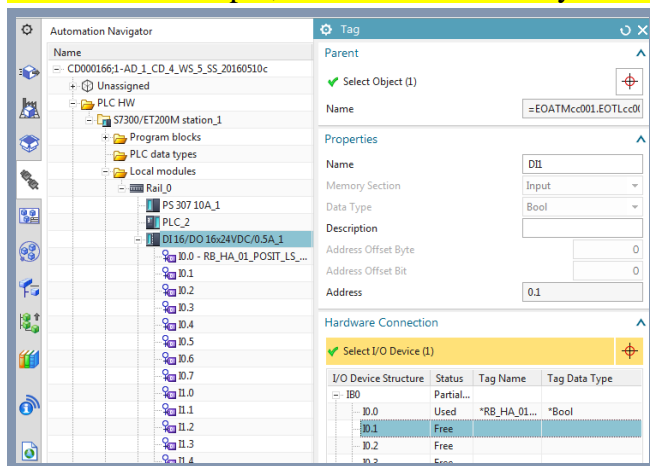 Automation Navigator
Name
CD000166;1-AD_1_CD_4_WS_5_SS_20160510c
Unassigned
PLC HW
S7300/ET200M station_1
Program blocks
PLC data types
Local modules
Rail_0
PS 307 10A_1
PLC_2
DI 16/DO 16x24VDC/0.5A_1
I0.0 - RB_HA_01_POSIT_LS_...
I0.1
I0.2
I0.3
I0.4
I0.5
I0.6
I0.7
I1.0
I1.1
I1.2
I1.3
I1.4
Tag
Parent
Select Object (1)
Name =EOATMcc001.EOTLcc0(
Properties
Name DI1
Memory Section Input
Data Type Bool
Description
Address Offset Byte 0
Address Offset Bit 0
Address 0.1
Hardware Connection
Select I/O Device (1)
I/O Device Structure Status Tag Name Tag Data Type
IB0 Partial...
I0.0 Used *RB_HA_01... *Bool
I0.1 Free
I0.2 Free
I0.3 Free